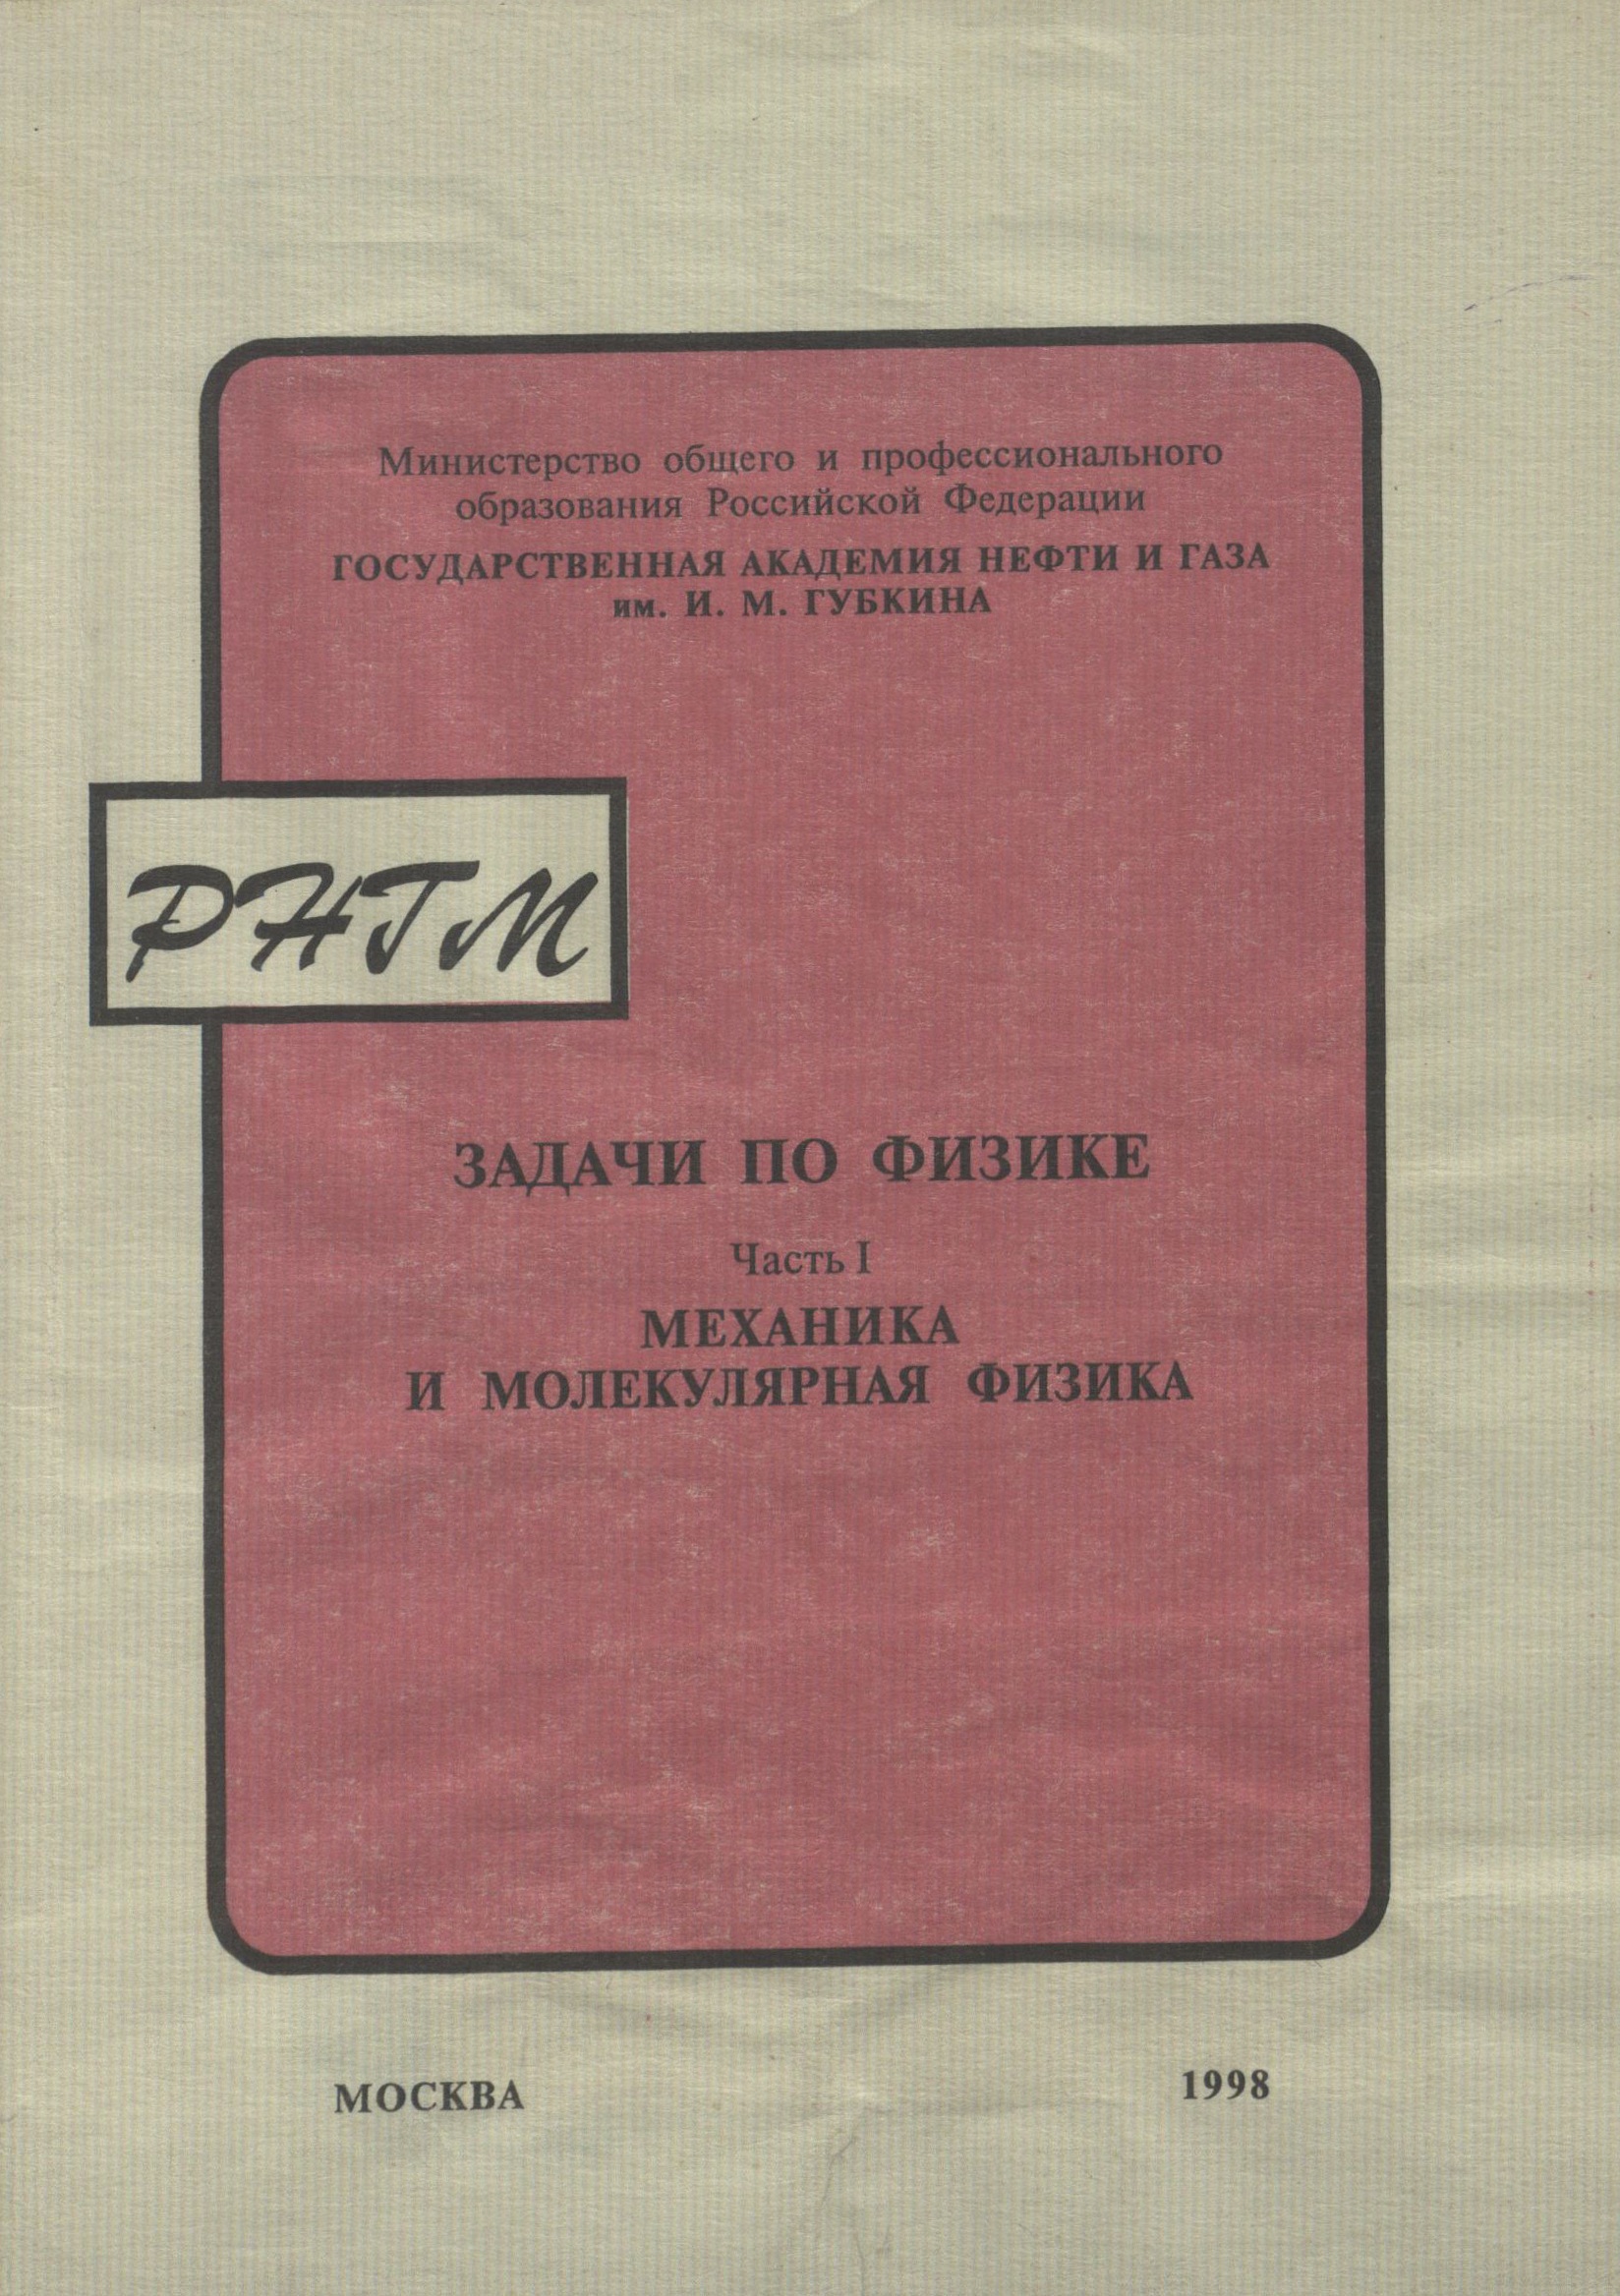 Министерство общего и профессионального
образования Российской Федерации
ГОСУДАРСТВЕННАЯ АКАДЕМИЯ НЕФТИ И ГАЗА
им. И. М. ГУБКИНА
РНГМ
ЗАДАЧИ ПО ФИЗИКЕ
Часть I
МЕХАНИКА
И МОЛЕКУЛЯРНАЯ ФИЗИКА
МОСКВА 1998